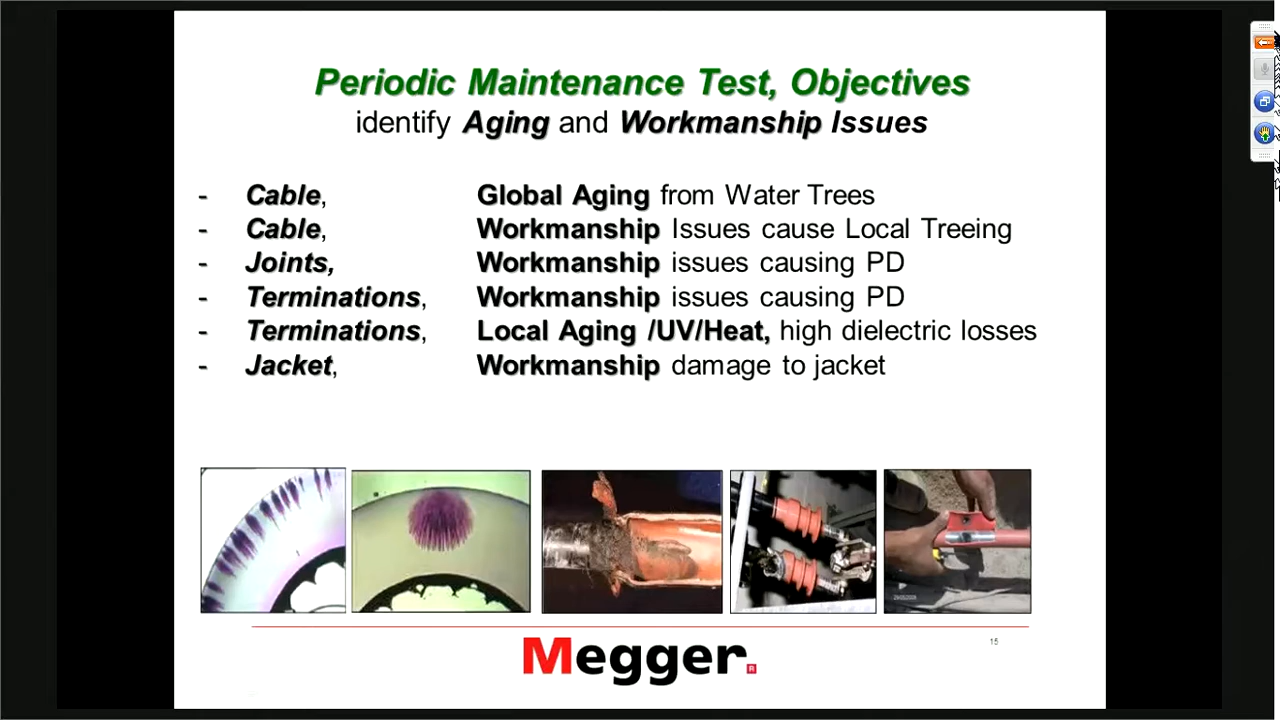 Periodic Maintenance Test, Objectives
identify Aging and Workmanship Issues
- Cable, Global Aging from Water Trees
- Cable, Workmanship Issues cause Local Treeing
- Joints, Workmanship issues causing PD
- Terminations, Workmanship issues causing PD
- Terminations, Local Aging /UV/Heat, high dielectric losses
- Jacket, Workmanship damage to jacket
15
Megger.
R